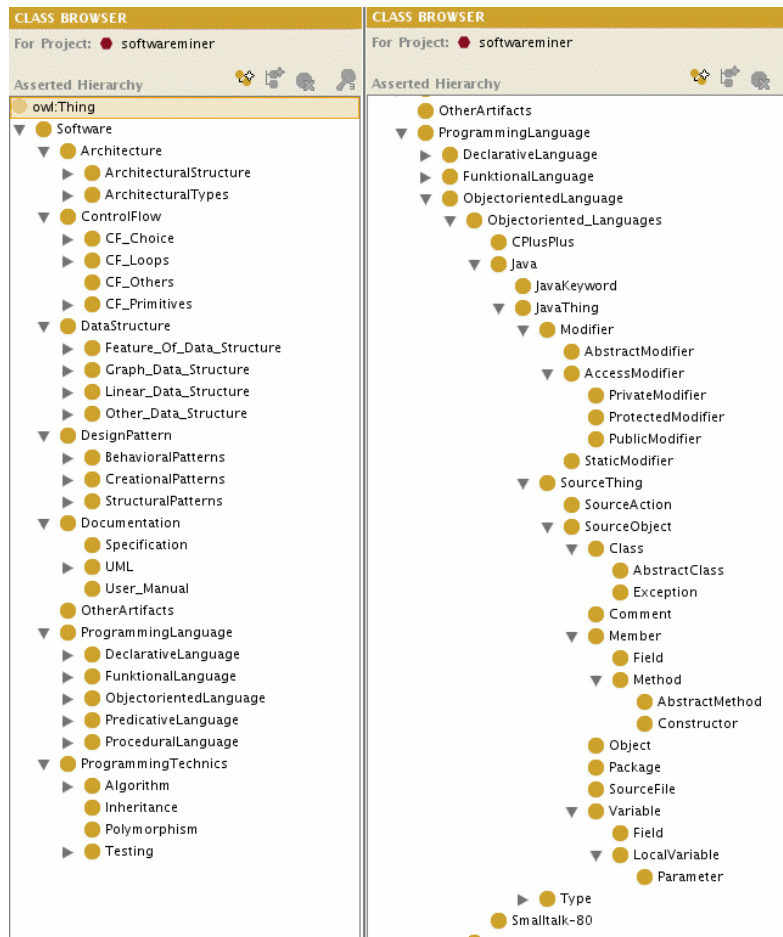 CLASS BROWSER
For Project: softwareminer
Asserted Hierarchy
owl:Thing
Software
Architecture
ArchitecturalStructure
ArchitecturalTypes
ControlFlow
CF_Choice
CF_Loops
CF_Others
CF_Primitives
DataStructure
Feature_Of_Data_Structure
Graph_Data_Structure
Linear_Data_Structure
Other_Data_Structure
DesignPattern
BehavioralPatterns
CreationalPatterns
StructuralPatterns
Documentation
Specification
UML
User_Manual
OtherArtifacts
ProgrammingLanguage
DeclarativeLanguage
FunktionalLanguage
ObjectorientedLanguage
PredicativeLanguage
ProceduralLanguage
ProgrammingTechnics
Algorithm
Inheritance
Polymorphism
Testing
CLASS BROWSER
For Project: softwareminer
Asserted Hierarchy
OtherArtifacts
ProgrammingLanguage
DeclarativeLanguage
FunktionalLanguage
ObjectorientedLanguage
Objectoriented_Languages
CPlusPlus
Java
JavaKeyword
JavaThing
Modifier
AbstractModifier
AccessModifier
PrivateModifier
ProtectedModifier
PublicModifier
StaticModifier
SourceThing
SourceAction
SourceObject
Class
AbstractClass
Exception
Comment
Member
Field
Method
AbstractMethod
Constructor
Object
Package
SourceFile
Variable
Field
LocalVariable
Parameter
Type
Smalltalk-80